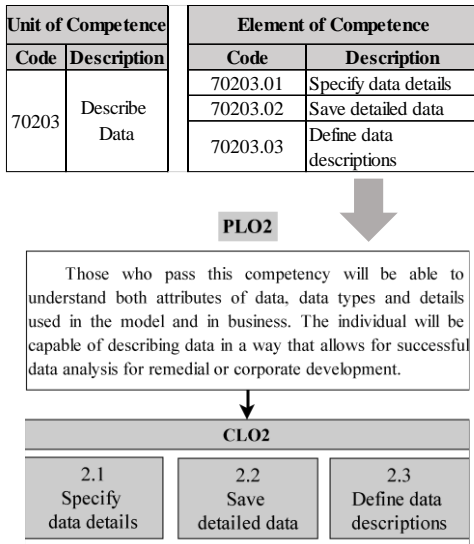 Unit of Competence
Element of Competence
Code Description
Code Description
70203
Describe
Data
70203.01 Specify data details
70203.02 Save detailed data
70203.03
Define data
descriptions
PLO2
Those who pass this competency will be able to
understand both attributes of data, data types and details
used in the model and in business. The individual will be
capable of describing data in a way that allows for successful
data analysis for remedial or corporate development.
CLO2
2.1
Specify
data details
2.2
Save
detailed data
2.3
Define data
descriptions